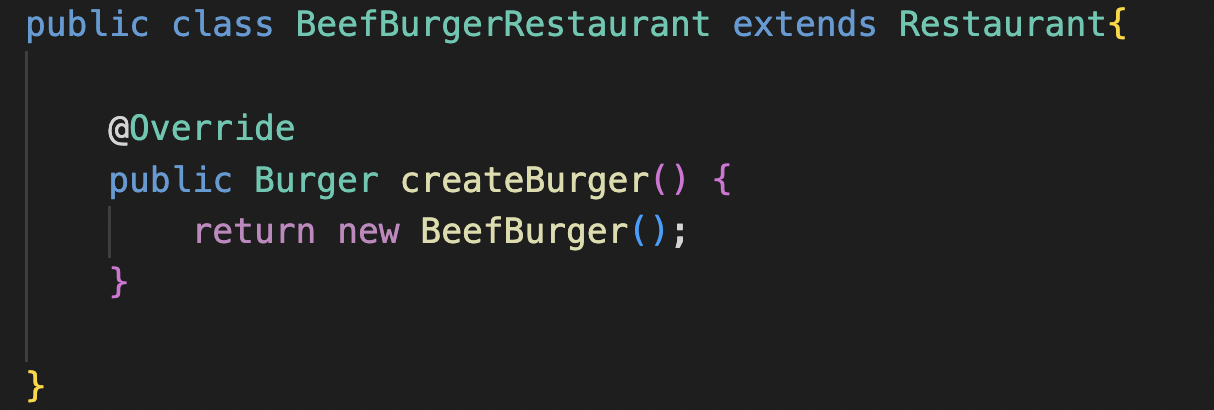 public class BeefBurgerRestaurant extends Restaurant{
@Override
public Burger createBurger() {
return new BeefBurger();
}
}